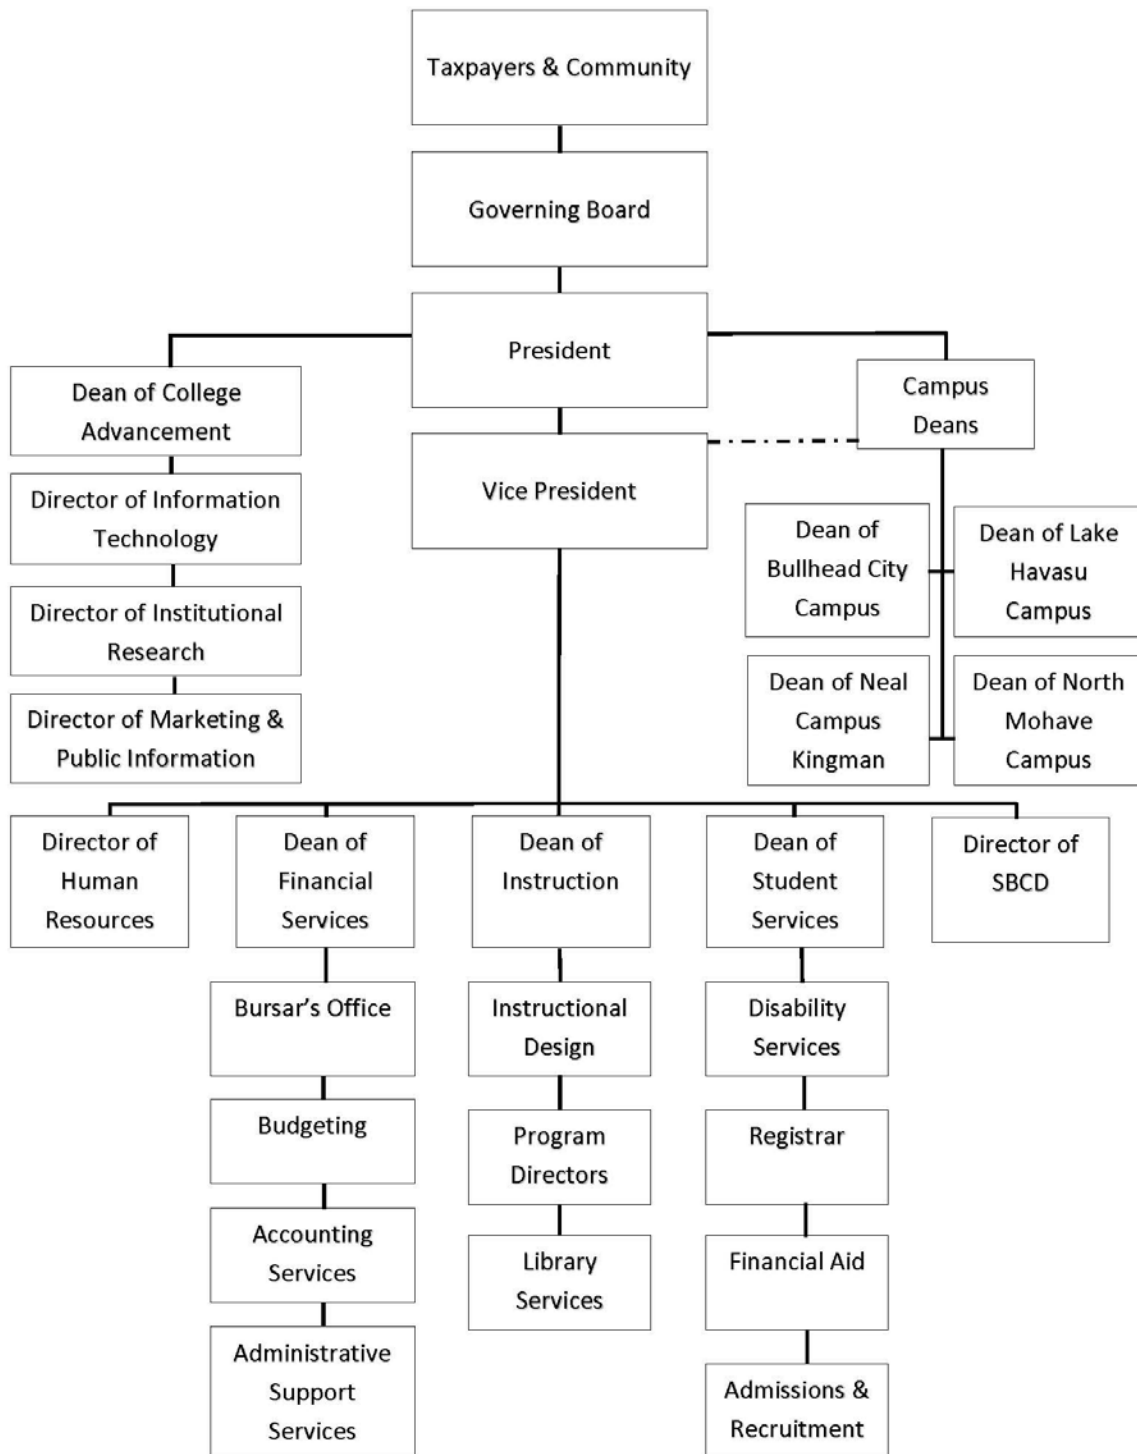 Taxpayers & Community
Governing Board
President
Dean of College
Advancement
Campus
Deans
Vice President
Director of Information
Technology
Dean of
Bullhead City
Campus
Dean of Lake
Havasu
Campus
Director of Institutional
Research
Dean of Neal
Campus
Kingman
Dean of North
Mohave
Campus
Director of Marketing &
Public Information
Director of
Human
Resources
Dean of
Financial
Services
Dean of
Instruction
Dean of
Student
Services
Director of
SBCD
Bursar’s Office
Instructional
Design
Disability
Services
Budgeting
Program
Directors
Registrar
Accounting
Services
Library
Services
Financial Aid
Administrative
Support
Services
Admissions &
Recruitment